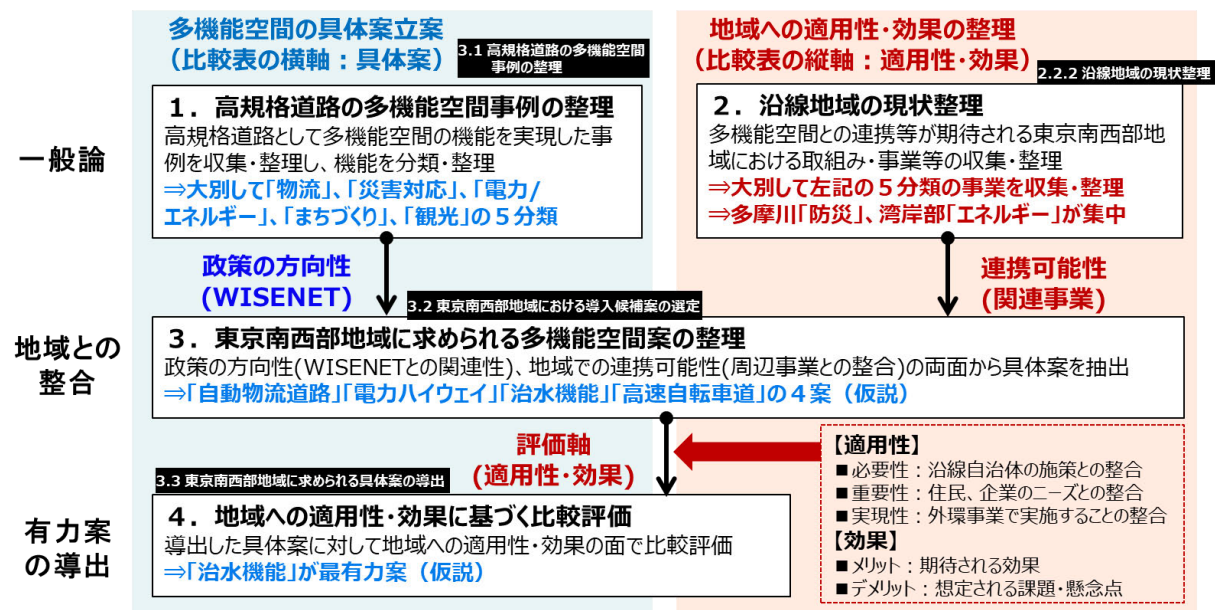 多機能空間の具体案立案
(比較表の横軸：具体案)
3.1 高規格道路の多機能空間
事例の整理
地域への適用性･効果の整理
(比較表の縦軸：適用性･効果)
2.2.2 沿線地域の現状整理
一般論
１．高規格道路の多機能空間事例の整理
高規格道路として多機能空間の機能を実現した事
例を収集･整理し、機能を分類･整理
⇒大別して｢物流｣、｢災害対応｣、｢電力/
エネルギー｣、｢まちづくり｣、｢観光｣の５分類
２．沿線地域の現状整理
多機能空間との連携等が期待される東京南西部地
域における取組み･事業等の収集･整理
⇒大別して左記の５分類の事業を収集･整理
⇒多摩川｢防災｣、湾岸部｢エネルギー｣が集中
政策の方向性
(WISENET)
連携可能性
(関連事業)
3.2 東京南西部地域における導入候補案の選定
地域との
整合
３．東京南西部地域に求められる多機能空間案の整理
政策の方向性(WISENETとの関連性)、地域での連携可能性(周辺事業との整合)の両面から具体案を抽出
⇒｢自動物流道路｣｢電力ハイウェイ｣｢治水機能｣｢高速自転車道｣の４案（仮説）
評価軸
(適用性･効果)
【適用性】
■必要性：沿線自治体の施策との整合
■重要性：住民、企業のニーズとの整合
■実現性：外環事業で実施することの整合
【効果】
■メリット：期待される効果
■デメリット：想定される課題･懸念点
3.3 東京南西部地域に求められる具体案の導出
有力案
の導出
４．地域への適用性･効果に基づく比較評価
導出した具体案に対して地域への適用性･効果の面で比較評価
⇒｢治水機能｣が最有力案（仮説）